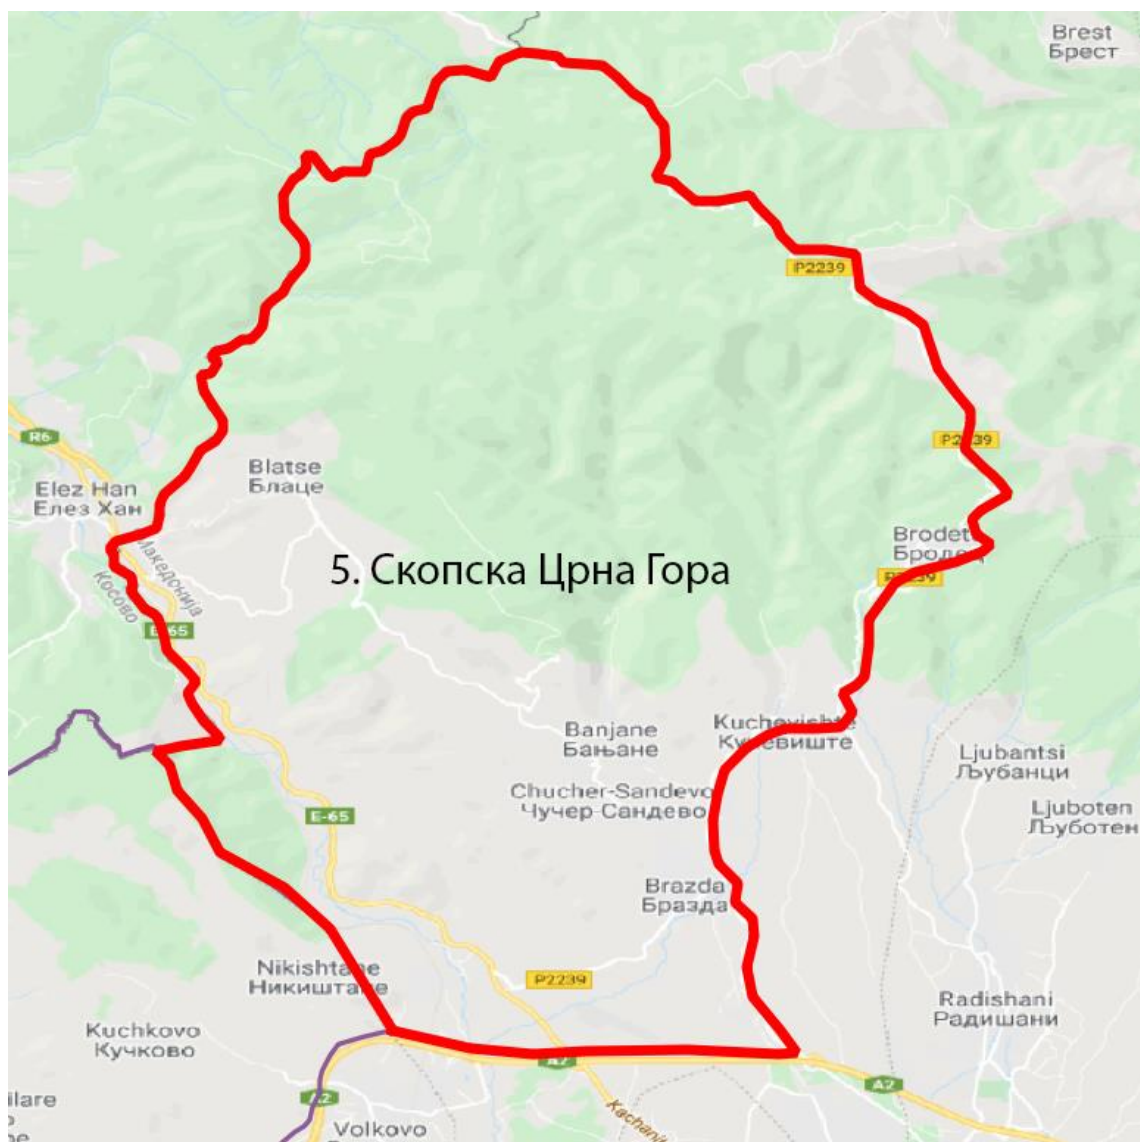 Brest
Брест
P2239
R6
P2239
Blatse
Блаце
Elez Han
Елез Хан
Brodets
Бродец
Македонија
Косово
5. Скопска Црна Гора
P2239
E-65
Banjane
Бањане
Kuchevishte
Кучевиште
Ljubantsi
Љубанци
Chucher-Sandevo
Чучер-Сандево
E-65
Ljuboten
Љуботен
Brazda
Бразда
Nikishtane
Никиштане
P2239
Radishani
Радишани
Kuchkovo
Кучково
A2
A2
A2
Volkovo